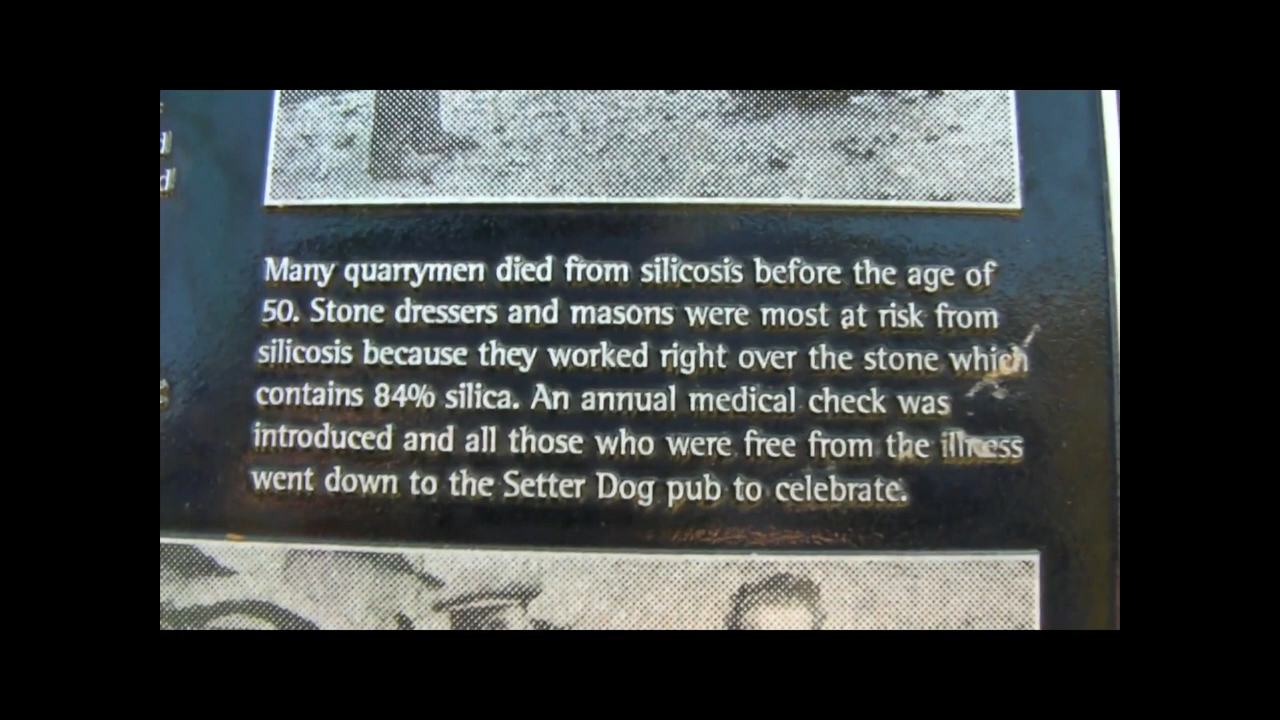 Many quarrymen died from silicosis before the age of
50. Stone dressers and masons were most at risk from
silicosis because they worked right over the stone which
contains 84% silica. An annual medical check was
introduced and all those who were free from the illness
went down to the Setter Dog pub to celebrate.